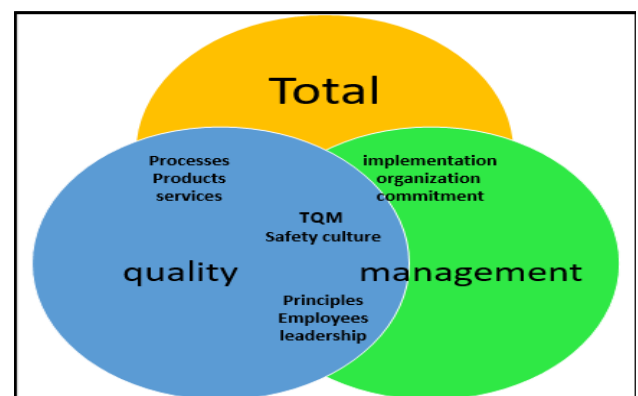 Total
Processes
Products
services
implementation
organization
commitment
TQM
Safety culture
quality
management
Principles
Employees
leadership